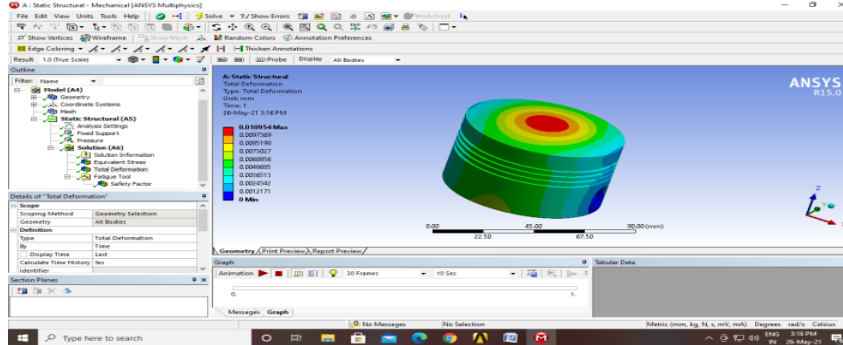 A : Static Structural - Mechanical [ANSYS Multiphysics]
File Edit View Units Tools Help Solve ?/Show Errors Worksheet
Show Vertices Wireframe Show Mesh Random Colors Annotation Preferences
Edge Coloring Thicken Annotations
Result 1.0 (True Scale) Probe Display All Bodies
Outline
Filter: Name
Model (A4)
Geometry
Coordinate Systems
Mesh
Static Structural (A5)
Analysis Settings
Fixed Support
Pressure
Solution (A6)
Solution Information
Equivalent Stress
Total Deformation
Fatigue Tool
Safety Factor
Details of "Total Deformation"
Scope
Scoping Method Geometry Selection
Geometry All Bodies
Definition
Type Total Deformation
By Time
Display Time Last
Calculate Time History Yes
Identifier
Section Planes
A: Static Structural
Total Deformation
Type: Total Deformation
Unit: mm
Time: 1
26-May-21 3:16 PM
0.010954 Max
0.0097369
0.0085198
0.0073027
0.0060856
0.0048685
0.0036513
0.0024342
0.0012171
0 Min
ANSYS
R15.0
Z
Y
0.00 45.00 90.00 (mm)
22.50 67.50
Geometry Print Preview Report Preview
Graph
Animation 30 Frames 10 Sec
0. 1.
Messages Graph
Tabular Data
No Messages No Selection Metric (mm, kg, N, s, mV, mA) Degrees rad/s Celsius
Type here to search
ENG 3:16 PM
IN 26-May-21